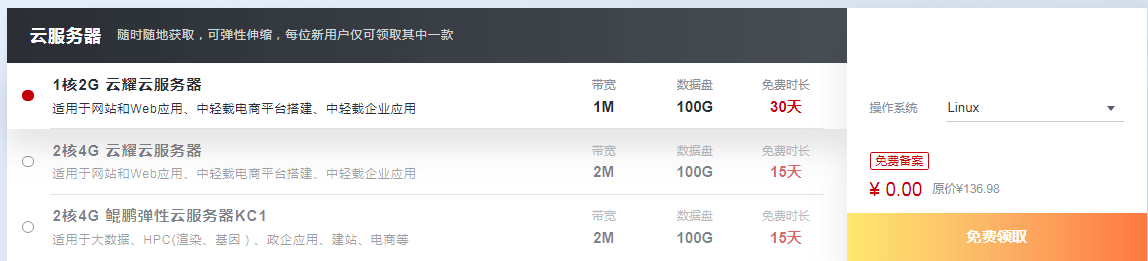 云服务器 随时随地获取，可弹性伸缩，每位新用户仅可领取其中一款
1核2G 云耀云服务器 带宽 数据盘 免费时长
适用于网站和Web应用、中轻载电商平台搭建、中轻载企业应用 1M 100G 30天
操作系统 Linux
2核4G 云耀云服务器 带宽 数据盘 免费时长
适用于网站和Web应用、中轻载电商平台搭建、中轻载企业应用 2M 100G 15天
免费备案
¥ 0.00 原价¥136.98
2核4G 鲲鹏弹性云服务器KC1 带宽 数据盘 免费时长
适用于大数据、HPC(渲染、基因）、政企应用、建站、电商等 2M 100G 15天
免费领取